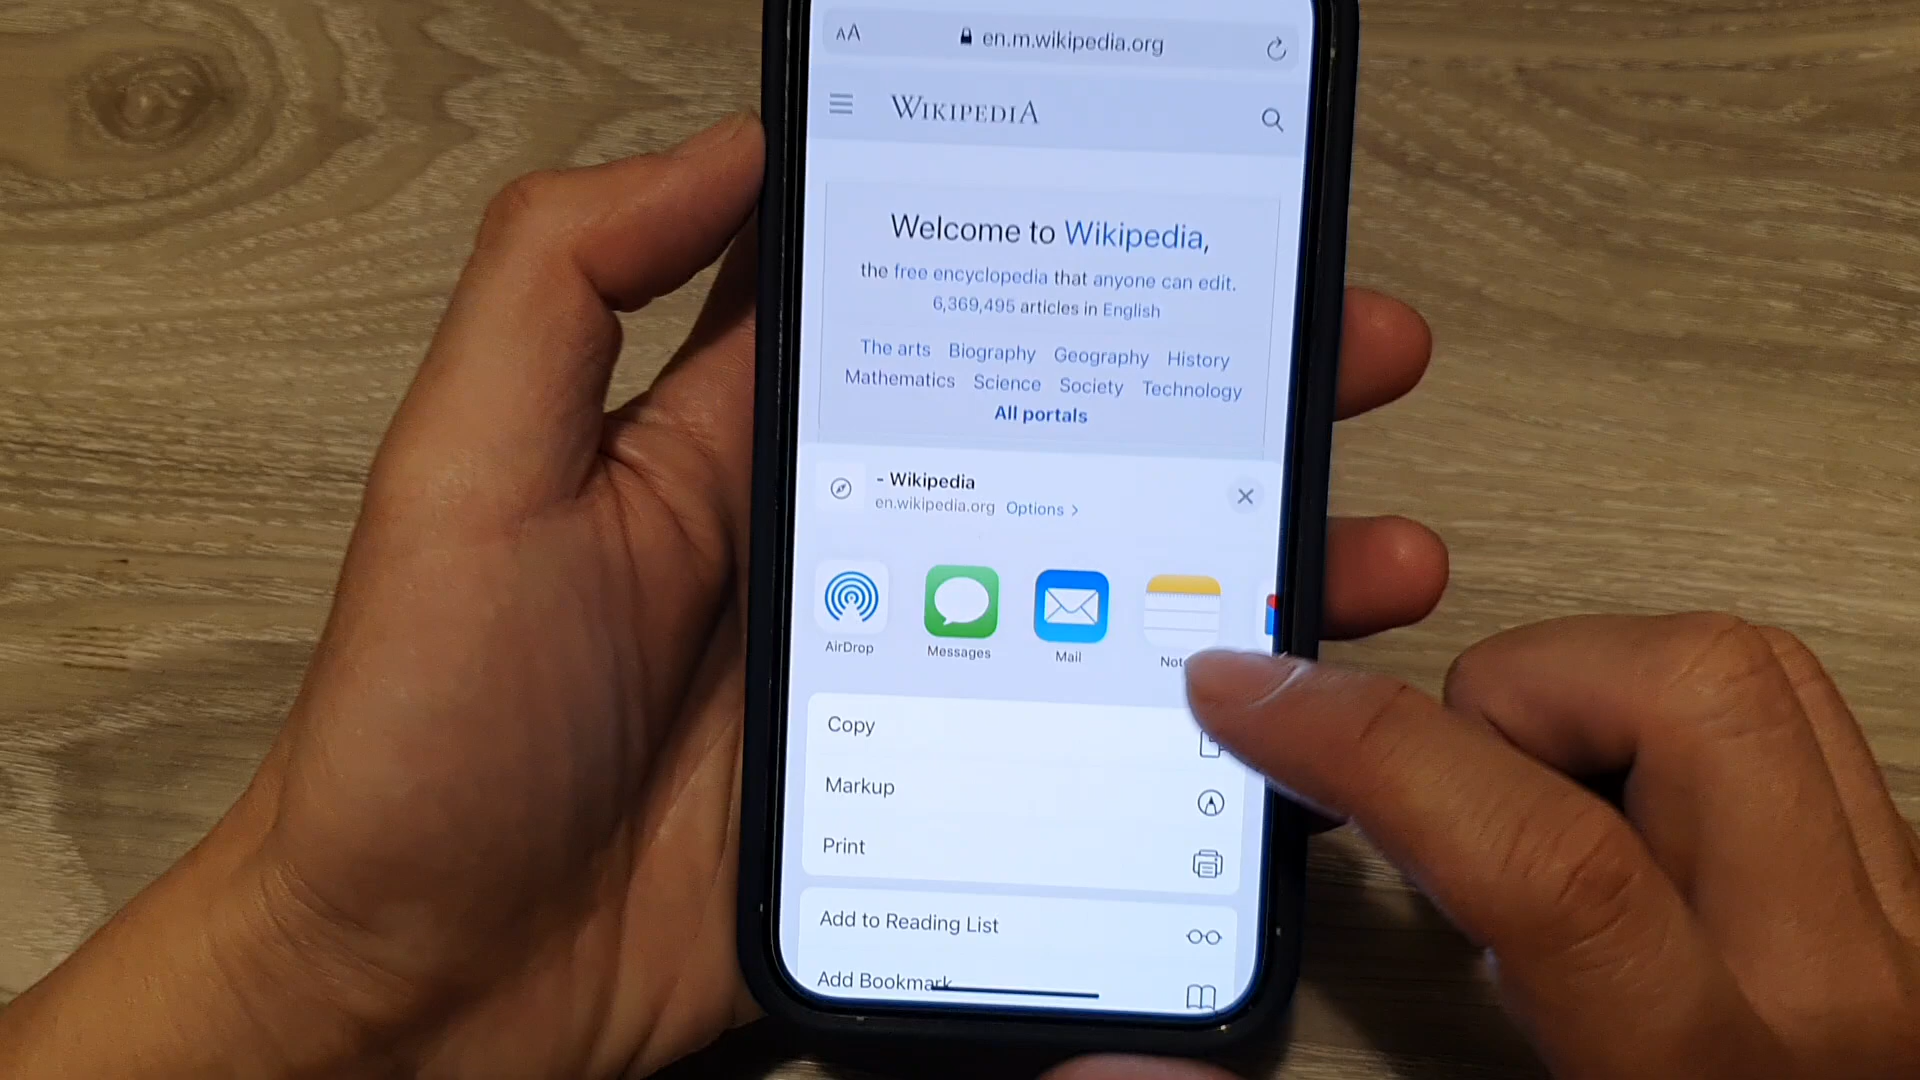 AA en.m.wikipedia.org
WIKIPEDIA
Welcome to Wikipedia,
the free encyclopedia that anyone can edit.
6,369,495 articles in English
The arts Biography Geography History
Mathematics Science Society Technology
All portals
- Wikipedia
en.wikipedia.org Options >
AirDrop Messages Mail
Copy
Markup
Print
Add to Reading List
Add Bookmark